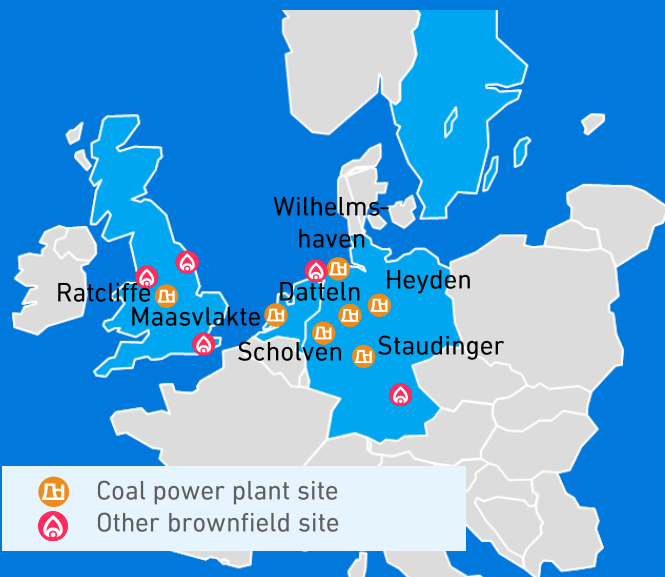 Wilhelms-
haven
Heyden
Datteln
Ratcliffe
Maasvlakte
Scholven
Staudinger
Coal power plant site
Other brownfield site